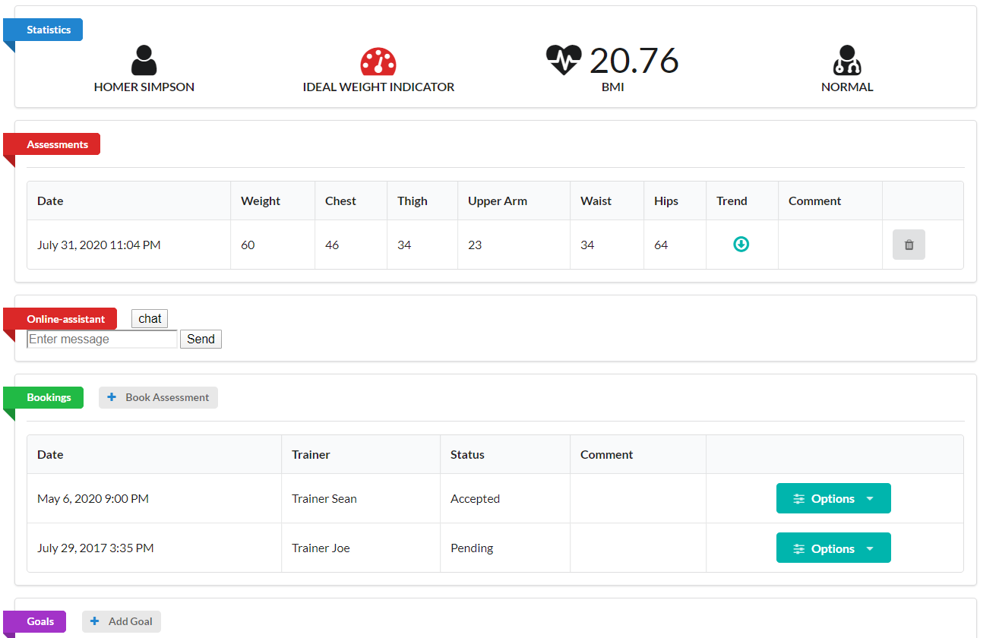 Statistics
20.76
HOMER SIMPSON IDEAL WEIGHT INDICATOR BMI NORMAL
Assessments
Date Weight Chest Thigh Upper Arm Waist Hips Trend Comment
July 31, 2020 11:04 PM 60 46 34 23 34 64
Online-assistant chat
Enter message Send
Bookings Book Assessment
Date Trainer Status Comment
May 6, 2020 9:00 PM Trainer Sean Accepted Options
July 29, 2017 3:35 PM Trainer Joe Pending Options
Goals Add Goal